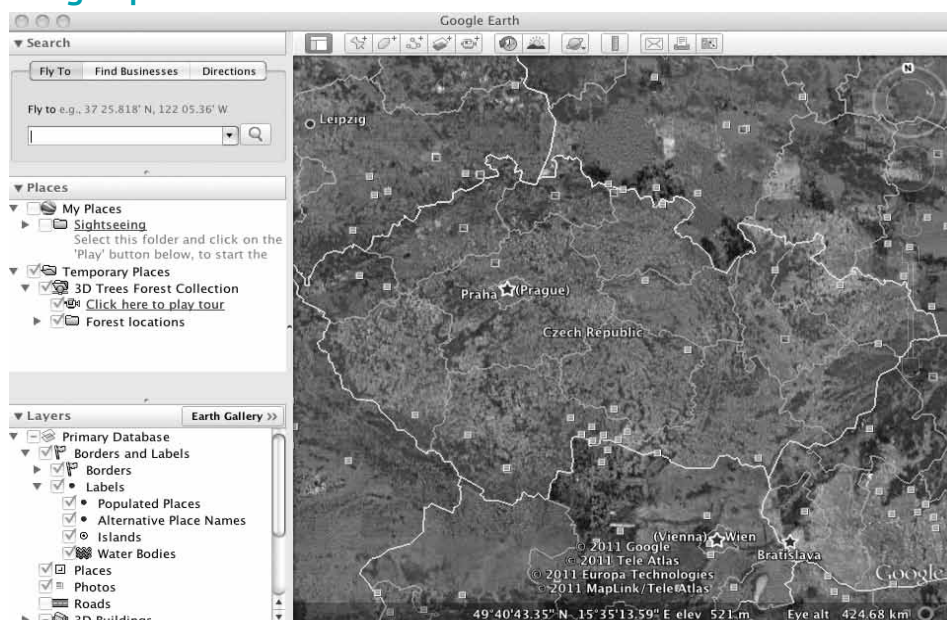 Google Earth
Search
Fly To Find Businesses Directions
Fly to e.g., 37 25.818' N, 122 05.36' W
Places
My Places
Sightseeing
Select this folder and click on the
'Play' button below, to start the
Temporary Places
3D Trees Forest Collection
Click here to play tour
Forest locations
Layers
Earth Gallery >>
Primary Database
Borders and Labels
Borders
Labels
Populated Places
Alternative Place Names
Islands
Water Bodies
Places
Photos
Roads
3D Buildings
N
Leipzig
Praha (Prague)
Czech Republic
(Vienna) Wien
Bratislava
© 2011 Google
© 2011 Tele Atlas
© 2011 Europa Technologies
© 2011 MapLink/Tele Atlas
Google
49°40'43.35" N 15°35'13.59" E elev 521 m Eye alt 424.68 km